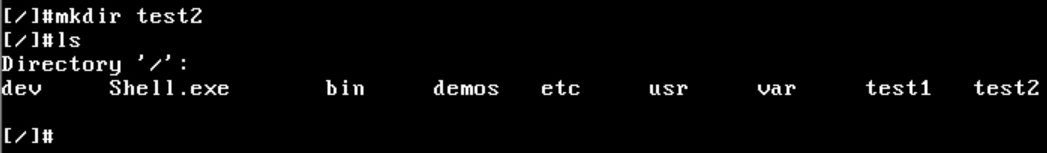 [/]#mkdir test2
[/]#ls
Directory '/':
dev Shell.exe bin demos etc usr var test1 test2
[/]#